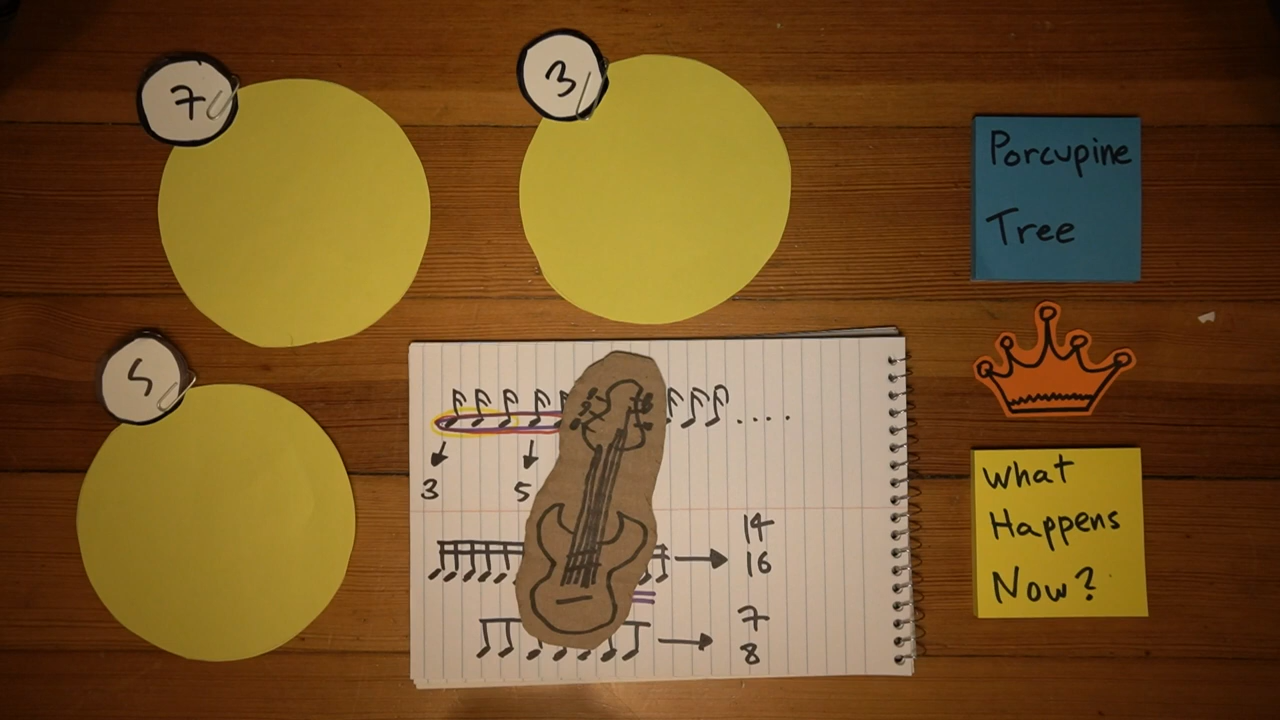 7
3
5
Porcupine
Tree
What
Happens
Now?
....
3
5
14
16
7
8